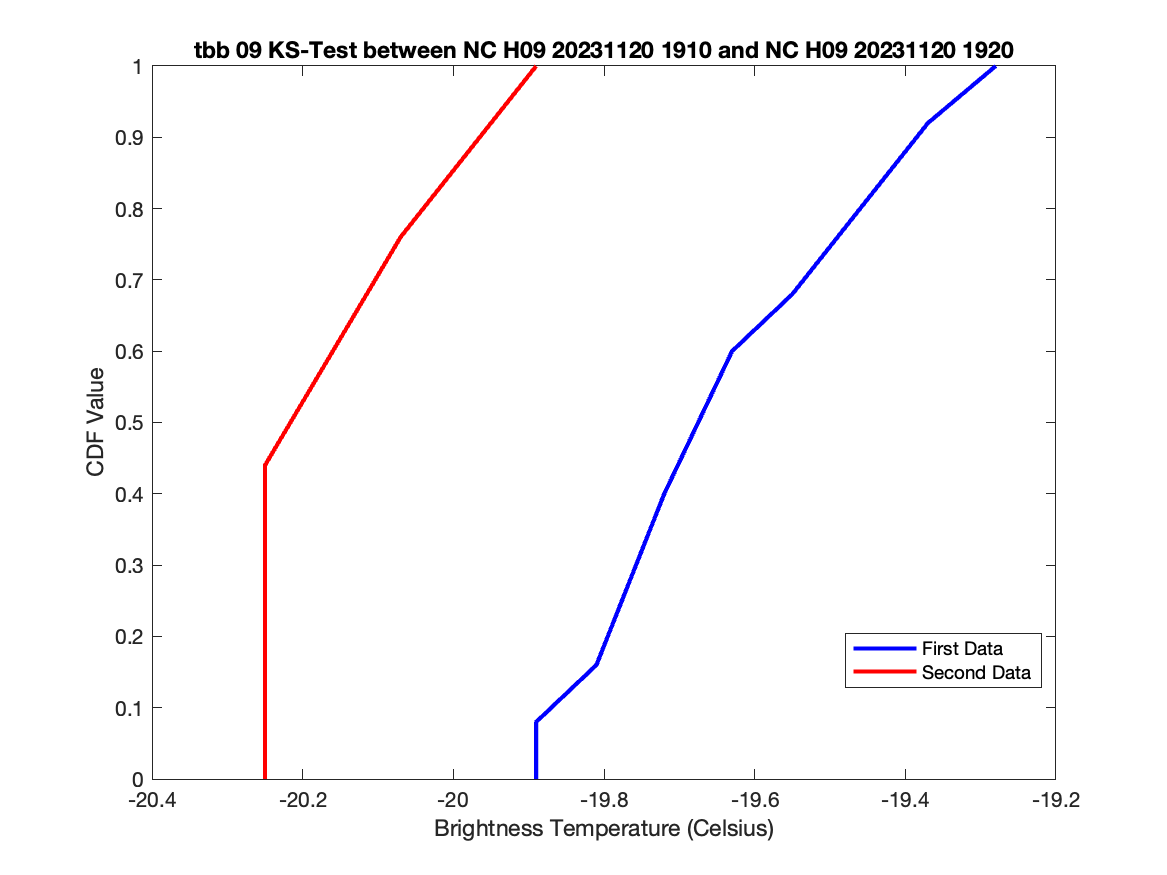 tbb 09 KS-Test between NC H09 20231120 1910 and NC H09 20231120 1920
1
0.9
0.8
0.7
0.6
0.5
0.4
0.3
0.2
0.1
0
CDF Value
First Data
Second Data
-20.4 -20.2 -20 -19.8 -19.6 -19.4 -19.2
Brightness Temperature (Celsius)